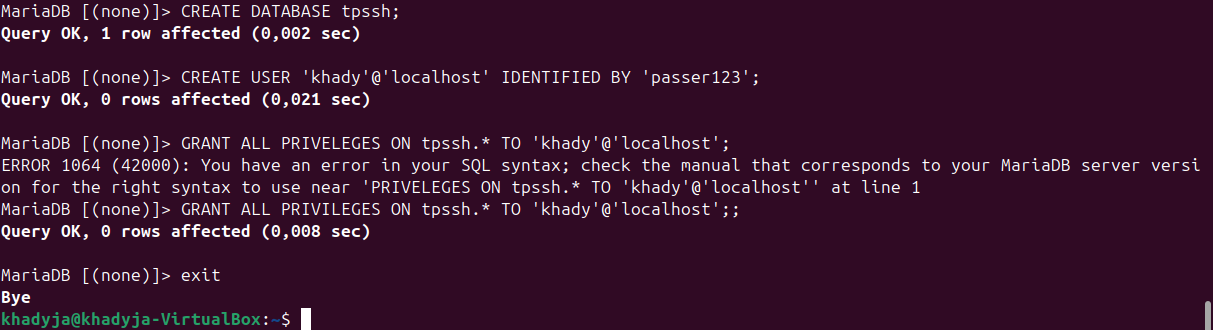 MariaDB [(none)]> CREATE DATABASE tpssh;
Query OK, 1 row affected (0,002 sec)
MariaDB [(none)]> CREATE USER 'khady'@'localhost' IDENTIFIED BY 'passer123';
Query OK, 0 rows affected (0,021 sec)
MariaDB [(none)]> GRANT ALL PRIVELEGES ON tpssh.* TO 'khady'@'localhost';
ERROR 1064 (42000): You have an error in your SQL syntax; check the manual that corresponds to your MariaDB server versi
on for the right syntax to use near 'PRIVELEGES ON tpssh.* TO 'khady'@'localhost'' at line 1
MariaDB [(none)]> GRANT ALL PRIVILEGES ON tpssh.* TO 'khady'@'localhost';;
Query OK, 0 rows affected (0,008 sec)
MariaDB [(none)]> exit
Bye
khadyja@khadyja-VirtualBox:~$